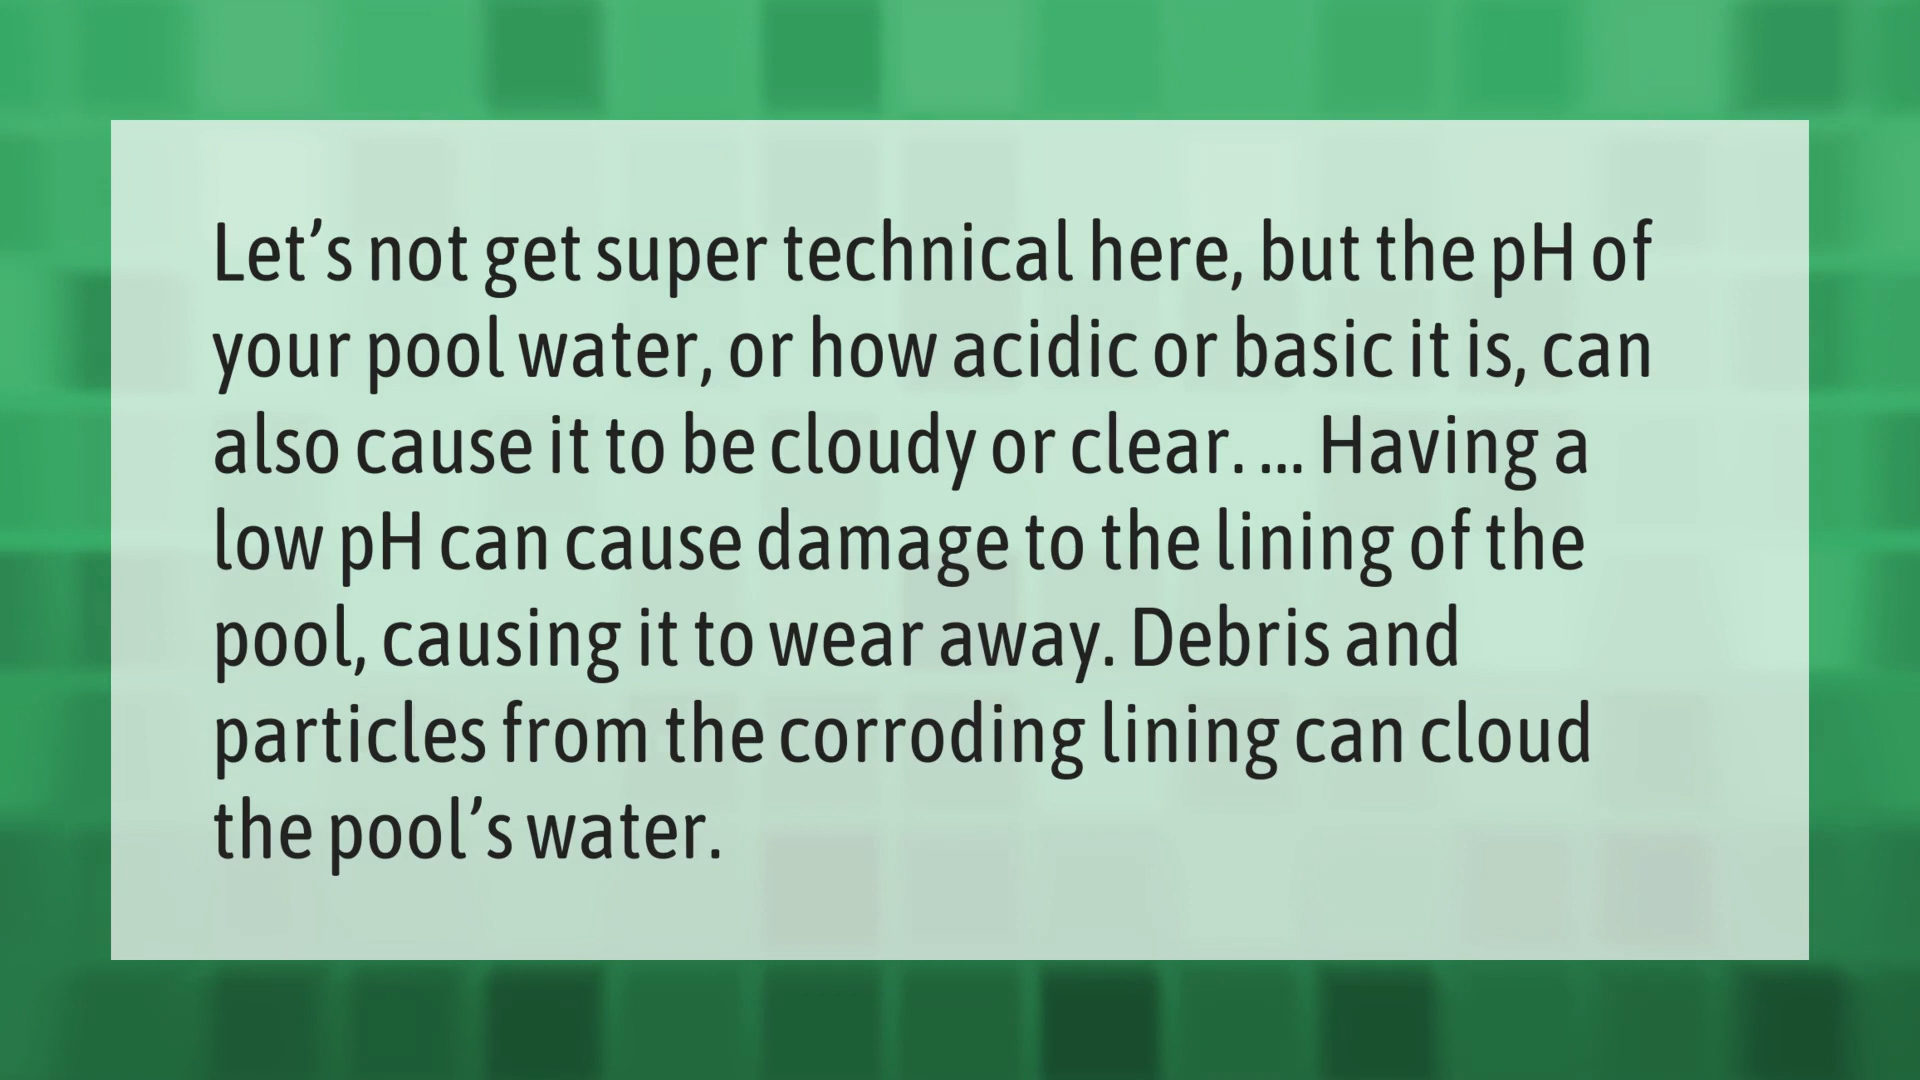 Let’s not get super technical here, but the pH of
your pool water, or how acidic or basic it is, can
also cause it to be cloudy or clear. ... Having a
low pH can cause damage to the lining of the
pool, causing it to wear away. Debris and
particles from the corroding lining can cloud
the pool’s water.